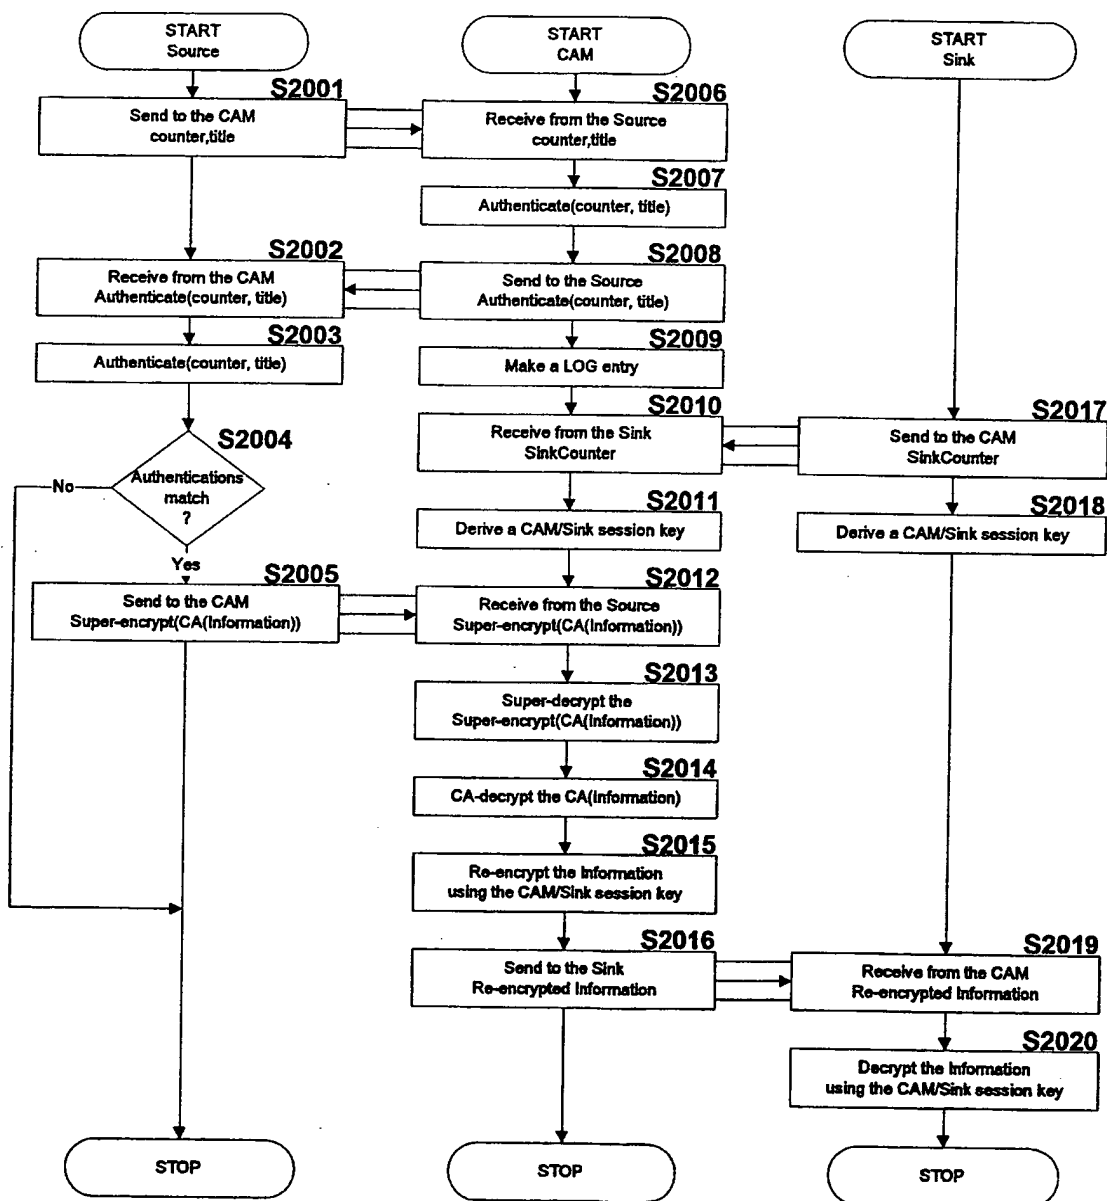 START
Source
S2001
Send to the CAM
counter,title
S2002
Receive from the CAM
Authenticate(counter, title)
S2003
Authenticate(counter, title)
S2004
Authentications
match
?
No
Yes
S2005
Send to the CAM
Super-encrypt(CA(Information))
STOP
START
CAM
S2006
Receive from the Source
counter,title
S2007
Authenticate(counter, title)
S2008
Send to the Source
Authenticate(counter, title)
S2009
Make a LOG entry
S2010
Receive from the Sink
SinkCounter
S2011
Derive a CAM/Sink session key
S2012
Receive from the Source
Super-encrypt(CA(Information))
S2013
Super-decrypt the
Super-encrypt(CA(Information))
S2014
CA-decrypt the CA(Information)
S2015
Re-encrypt the Information
using the CAM/Sink session key
S2016
Send to the Sink
Re-encrypted Information
STOP
START
Sink
S2017
Send to the CAM
SinkCounter
S2018
Derive a CAM/Sink session key
S2019
Receive from the CAM
Re-encrypted Information
S2020
Decrypt the Information
using the CAM/Sink session key
STOP